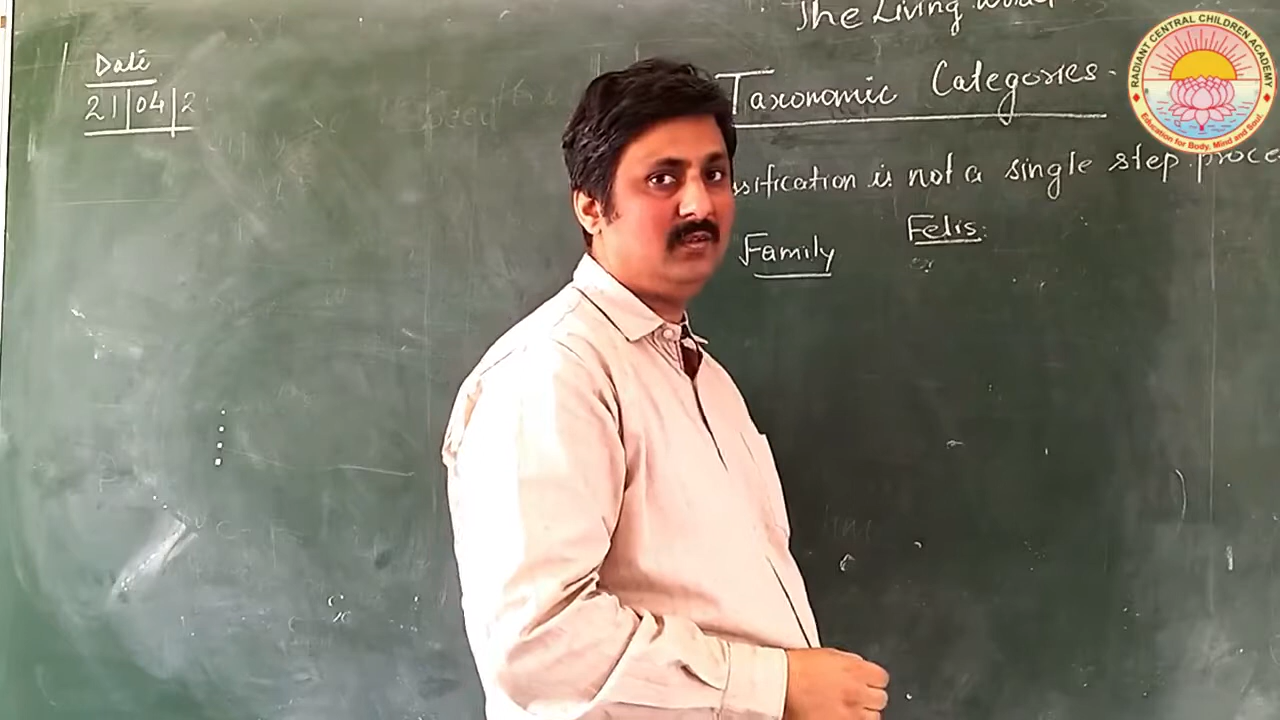 The Living World
Date
21/04/2
Taxonomic Categories.
ssification is not a single step proce
Family
Felis:
or
RADIANT CENTRAL CHILDREN ACADEMY
Education for Body, Mind and Soul.